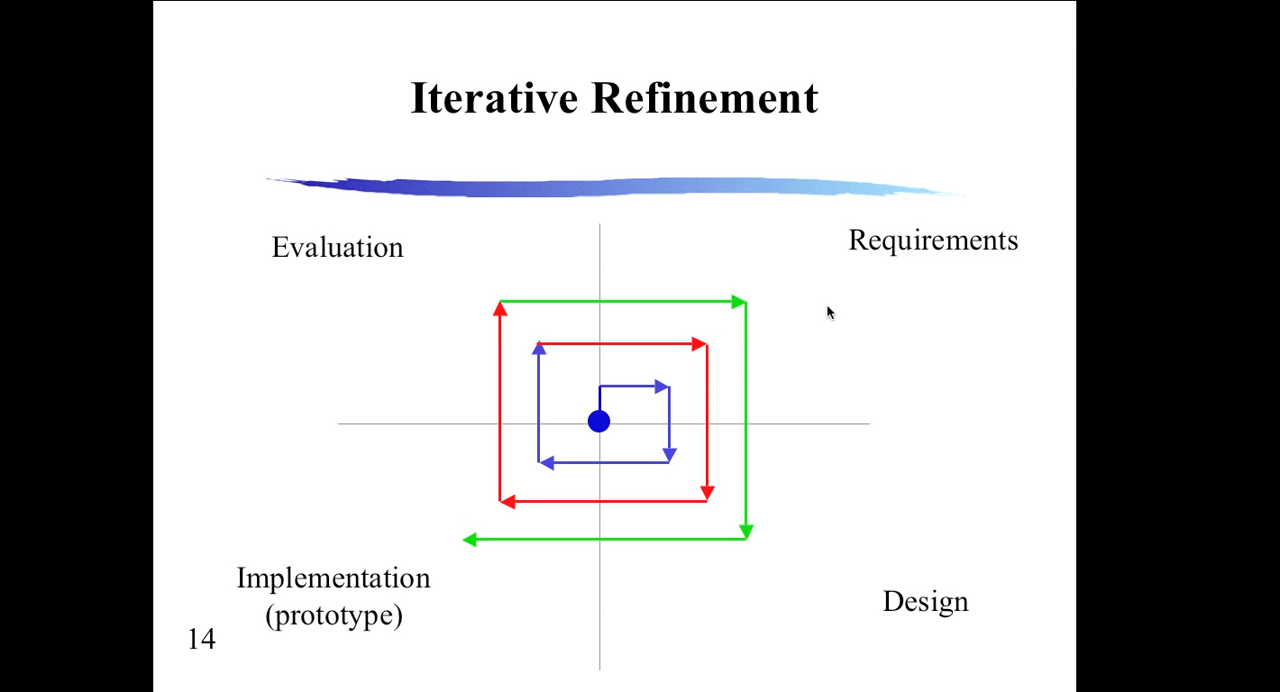 Iterative Refinement
Evaluation
Requirements
Implementation
(prototype)
Design
14